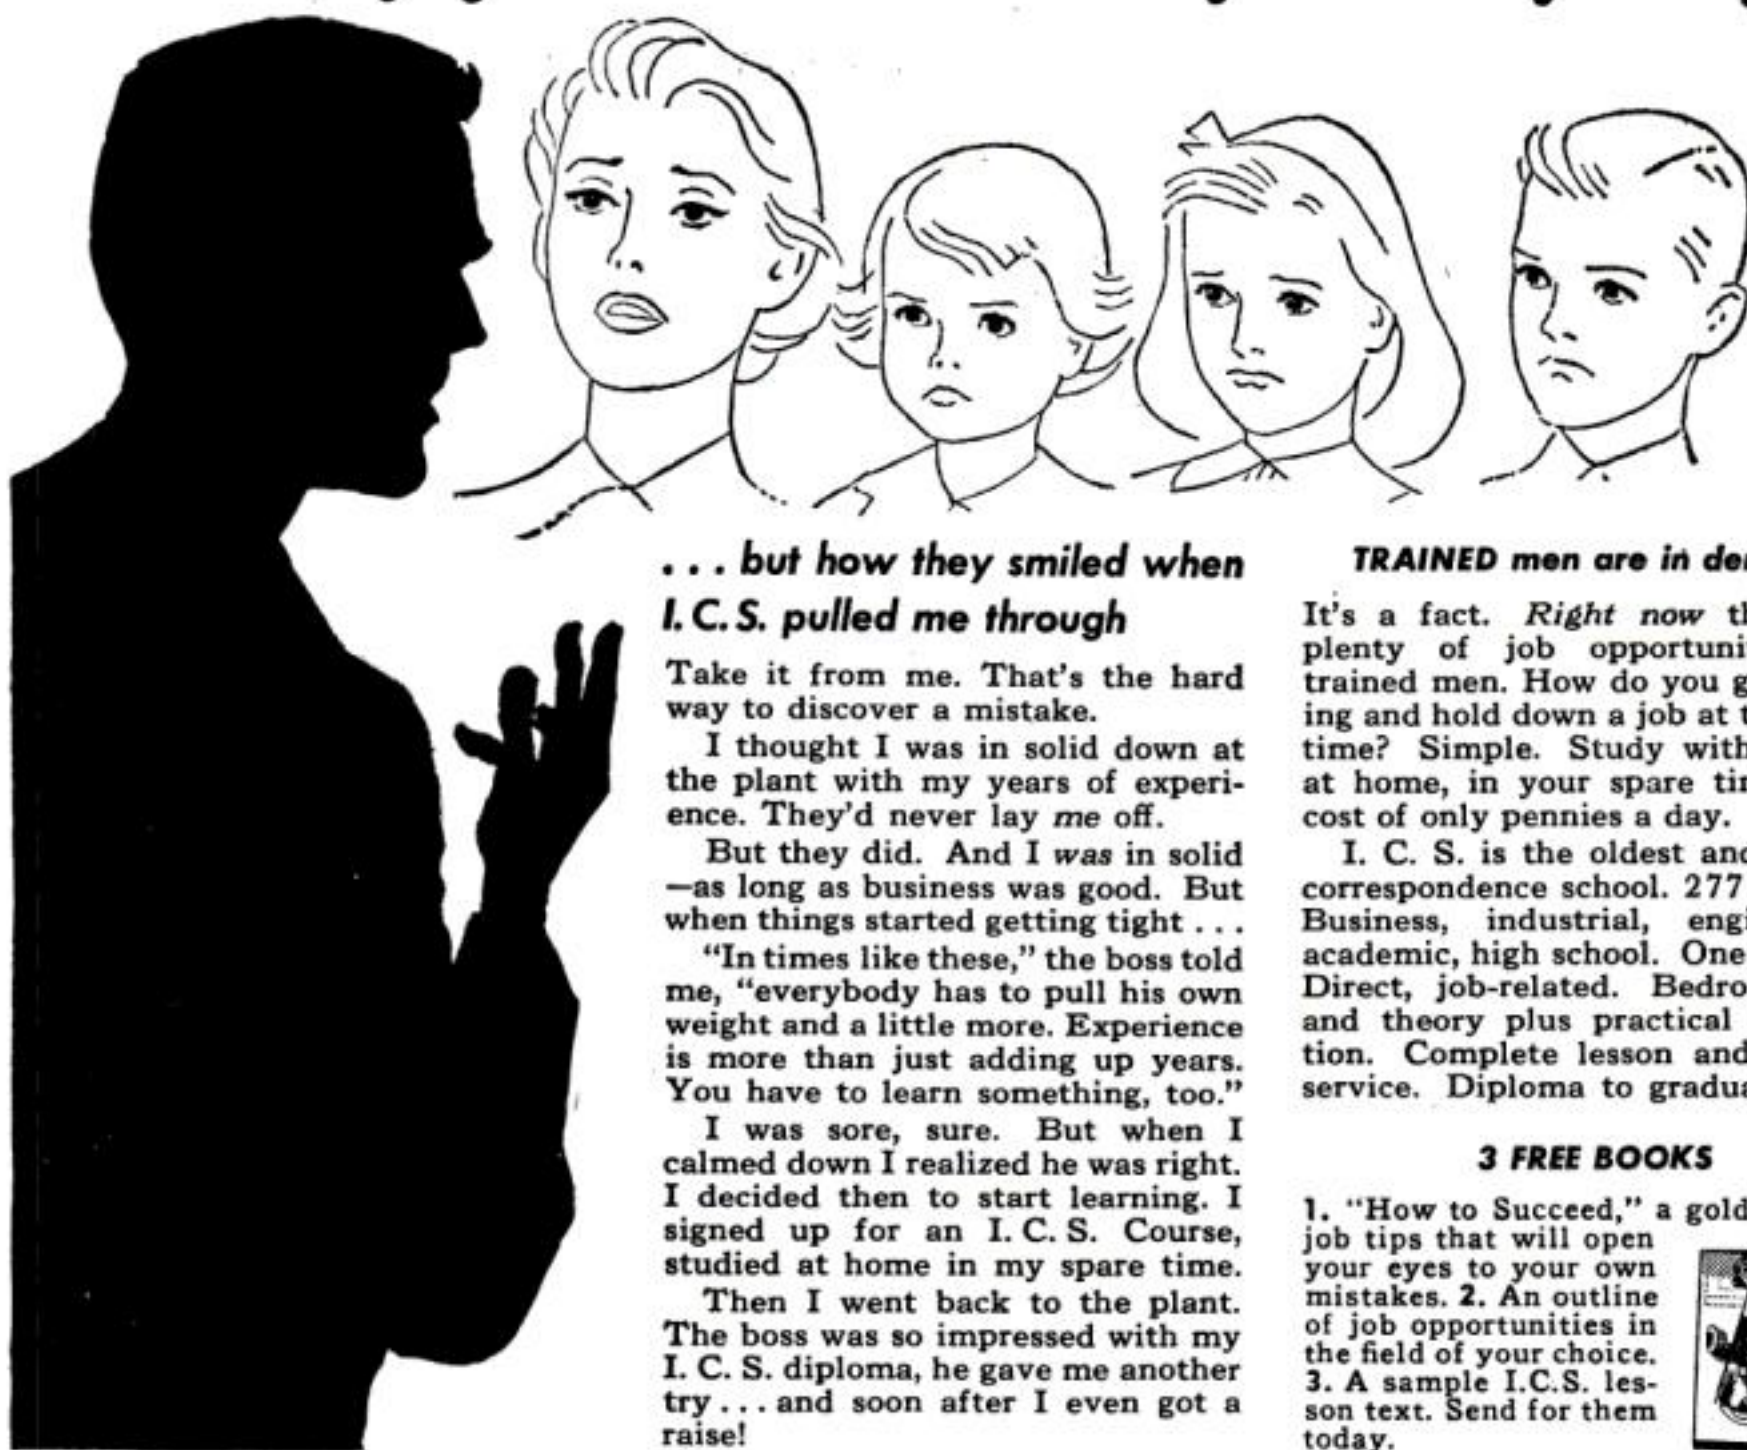 ... but how they smiled when
I.C.S. pulled me through
Take it from me. That's the hard
way to discover a mistake.
I thought I was in solid down at
the plant with my years of experi-
ence. They'd never lay me off.
But they did. And I was in solid
—as long as business was good. But
when things started getting tight...
"In times like these," the boss told
me, "everybody has to pull his own
weight and a little more. Experience
is more than just adding up years.
You have to learn something, too."
I was sore, sure. But when I
calmed down I realized he was right.
I decided then to start learning. I
signed up for an I. C. S. Course,
studied at home in my spare time.
Then I went back to the plant.
The boss was so impressed with my
I. C. S. diploma, he gave me another
try... and soon after I even got a
raise!
TRAINED men are in
It's a fact. Right now
plenty of job
trained men. How do you
ing and hold down a job at
time? Simple. Study with
at home, in your spare
cost of only pennies a day.
I. C. S. is the oldest
correspondence school. 277
Business, industrial,
academic, high school. One
Direct, job-related.
and theory plus practical
tion. Complete lesson and
service. Diploma to
3 FREE BOOKS
1. "How to Succeed," a
job tips that will open
your eyes to your own
mistakes. 2. An outline
of job opportunities in
the field of your choice.
3. A sample I.C.S. les-
son text. Send for them
today.